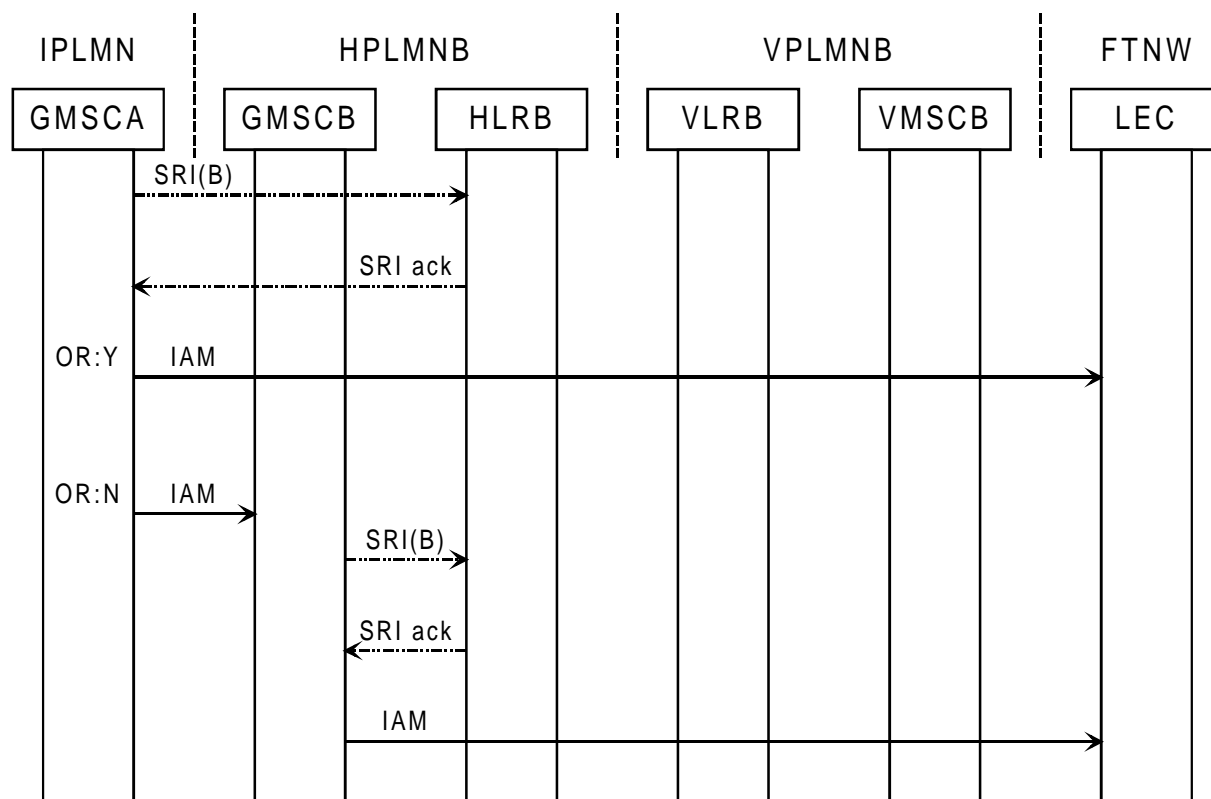 IPLMN HPLMNB VPLMNB FTNW
GMSCA GMSCB HLRB VLRB VMSCB LEC
SRI(B)
SRI ack
OR:Y IAM
OR:N IAM
SRI(B)
SRI ack
IAM